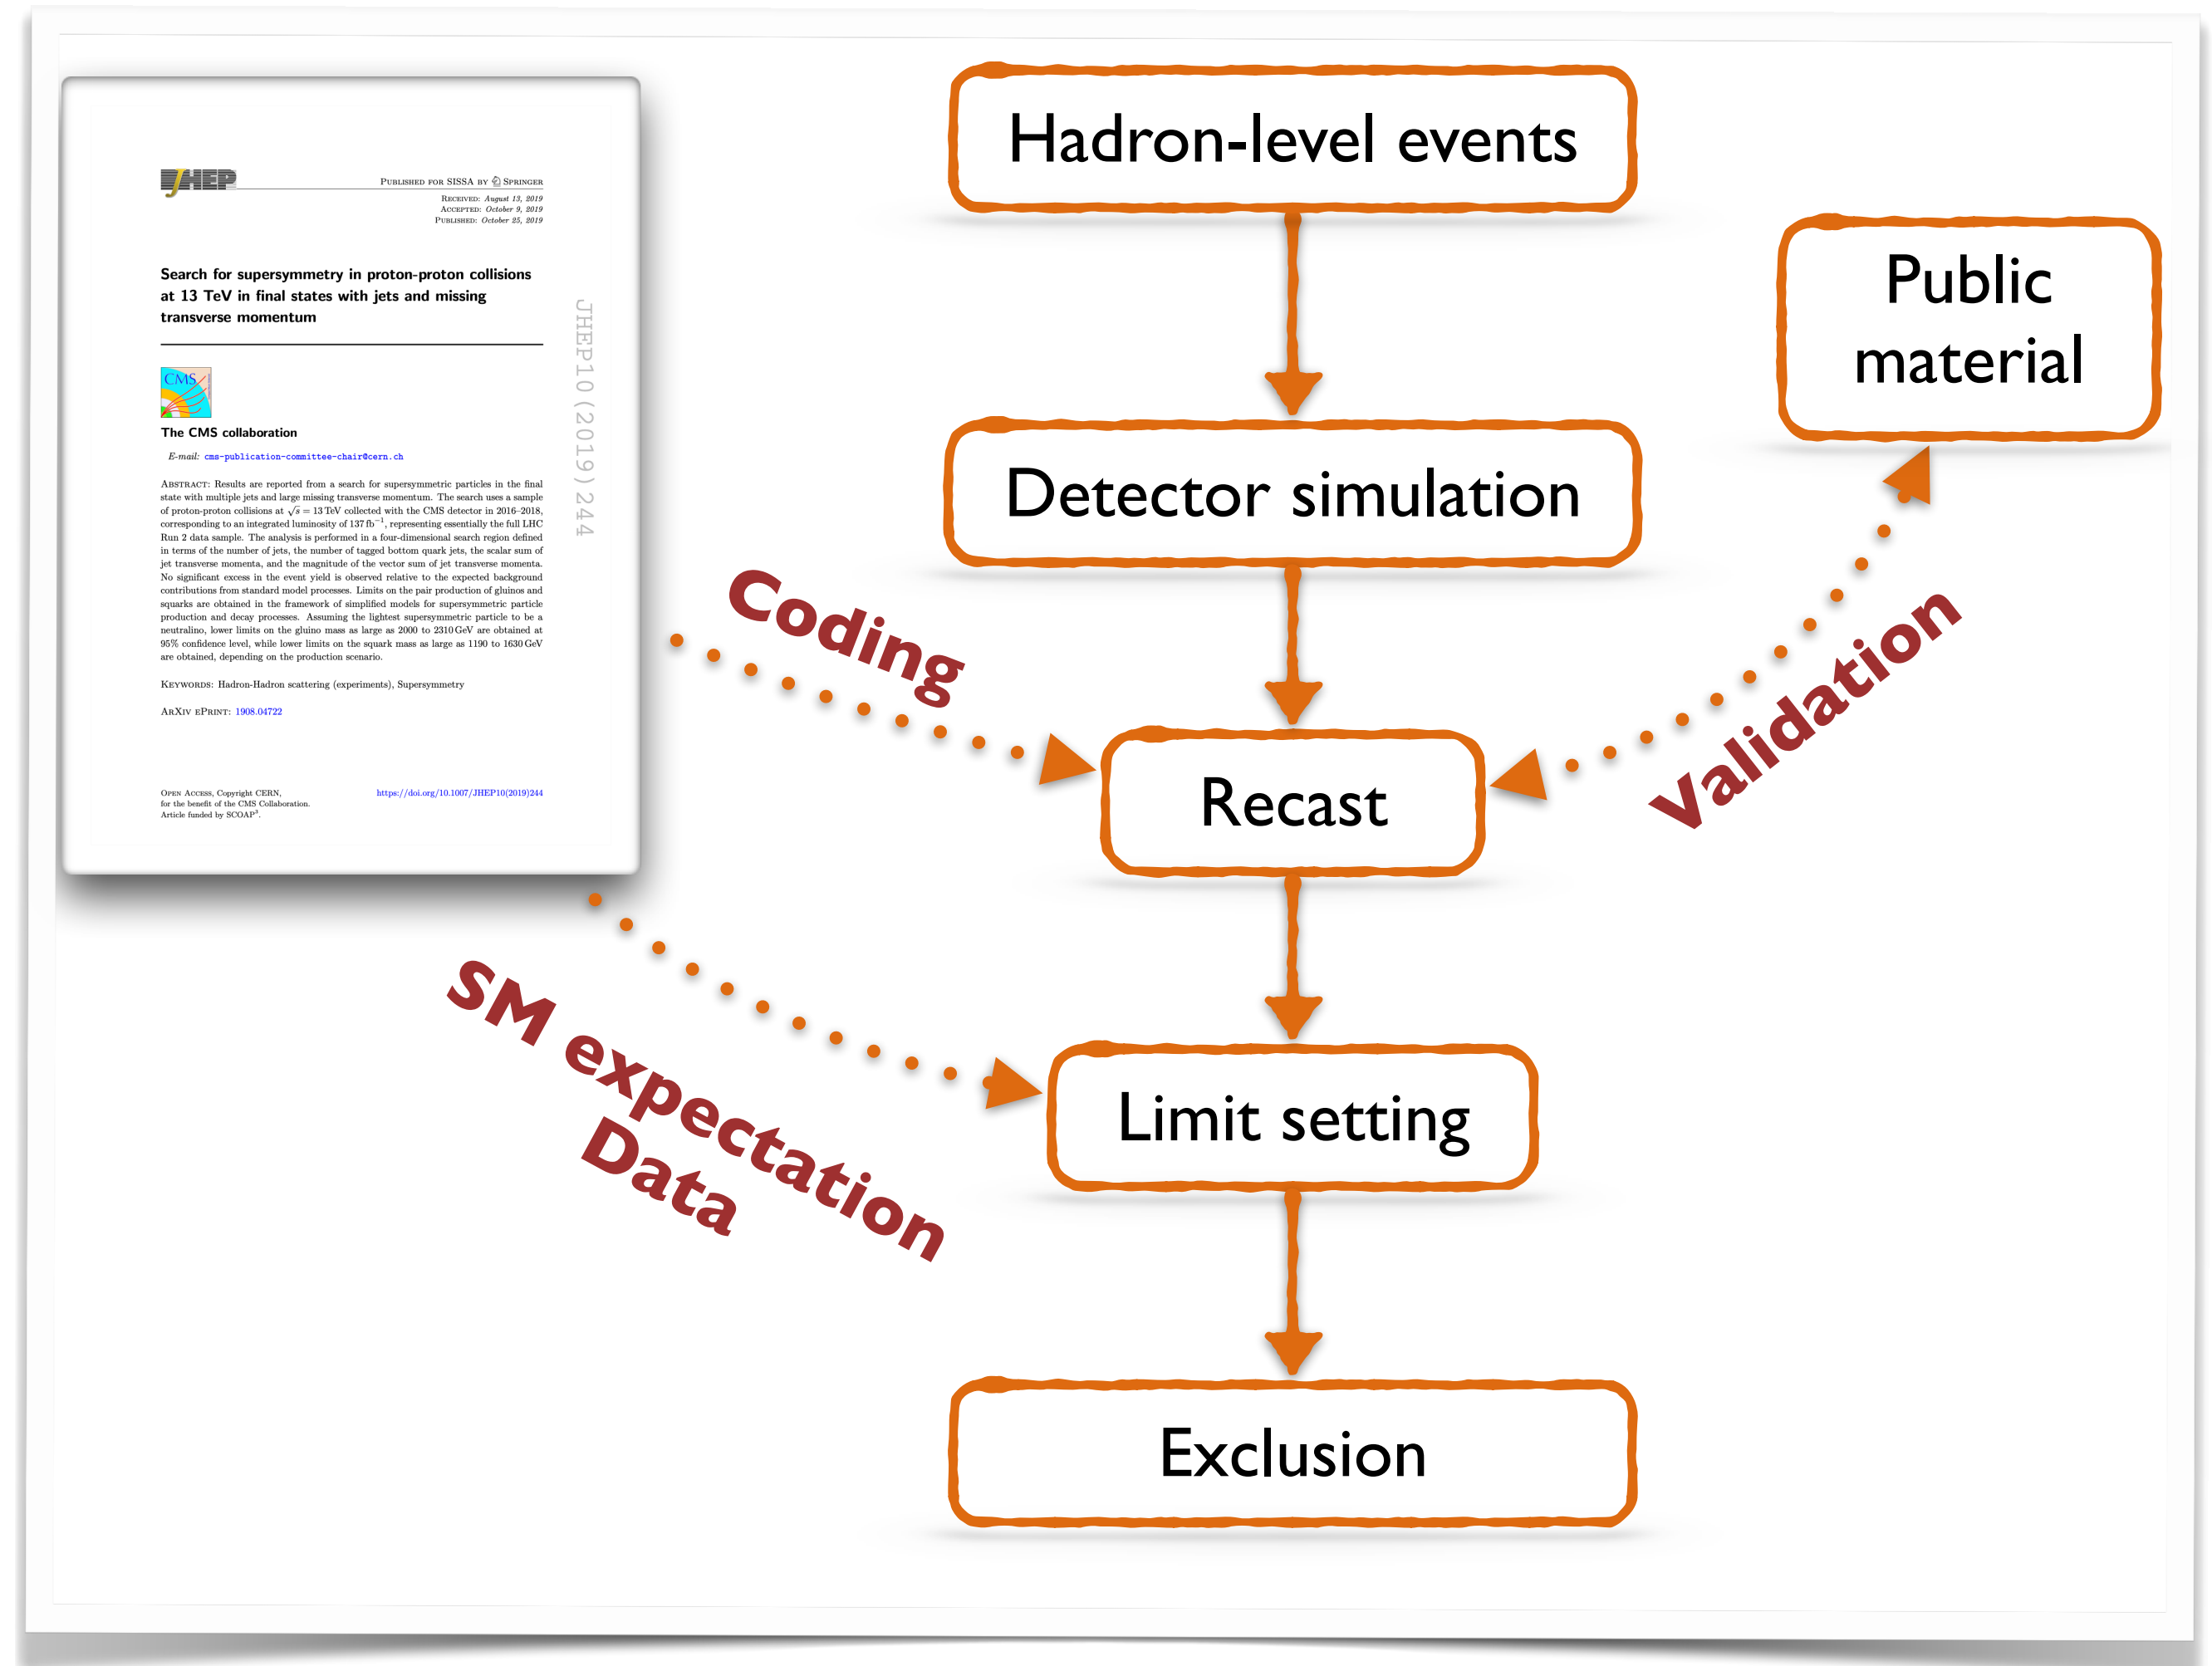 JHEP
PUBLISHED FOR SISSA BY Springer
RECEIVED: August 13, 2019
ACCEPTED: October 9, 2019
PUBLISHED: October 25, 2019
Search for supersymmetry in proton-proton collisions
at 13 TeV in final states with jets and missing
transverse momentum
CMS
The CMS collaboration
E-mail: cms-publication-committee-chair@cern.ch
ABSTRACT: Results are reported from a search for supersymmetric particles in the final
state with multiple jets and large missing transverse momentum. The search uses a sample
of proton-proton collisions at √s = 13 TeV collected with the CMS detector in 2016–2018,
corresponding to an integrated luminosity of 137 fb⁻¹, representing essentially the full LHC
Run 2 data sample. The analysis is performed in a four-dimensional search region defined
in terms of the number of jets, the number of tagged bottom quark jets, the scalar sum of
jet transverse momenta, and the magnitude of the vector sum of jet transverse momenta.
No significant excess in the event yield is observed relative to the expected background
contributions from standard model processes. Limits on the pair production of gluinos and
squarks are obtained in the framework of simplified models for supersymmetric particle
production and decay processes. Assuming the lightest supersymmetric particle to be a
neutralino, lower limits on the gluino mass as large as 2000 to 2310 GeV are obtained at
95% confidence level, while lower limits on the squark mass as large as 1190 to 1630 GeV
are obtained, depending on the production scenario.
KEYWORDS: Hadron-Hadron scattering (experiments), Supersymmetry
ARXIV EPRINT: 1908.04722
OPEN ACCESS, Copyright CERN,
for the benefit of the CMS Collaboration.
Article funded by SCOAP³.
https://doi.org/10.1007/JHEP10(2019)244
JHEP10(2019)244
Hadron-level events
Public
material
Detector simulation
Coding
Validation
Recast
SM expectation
Data
Limit setting
Exclusion